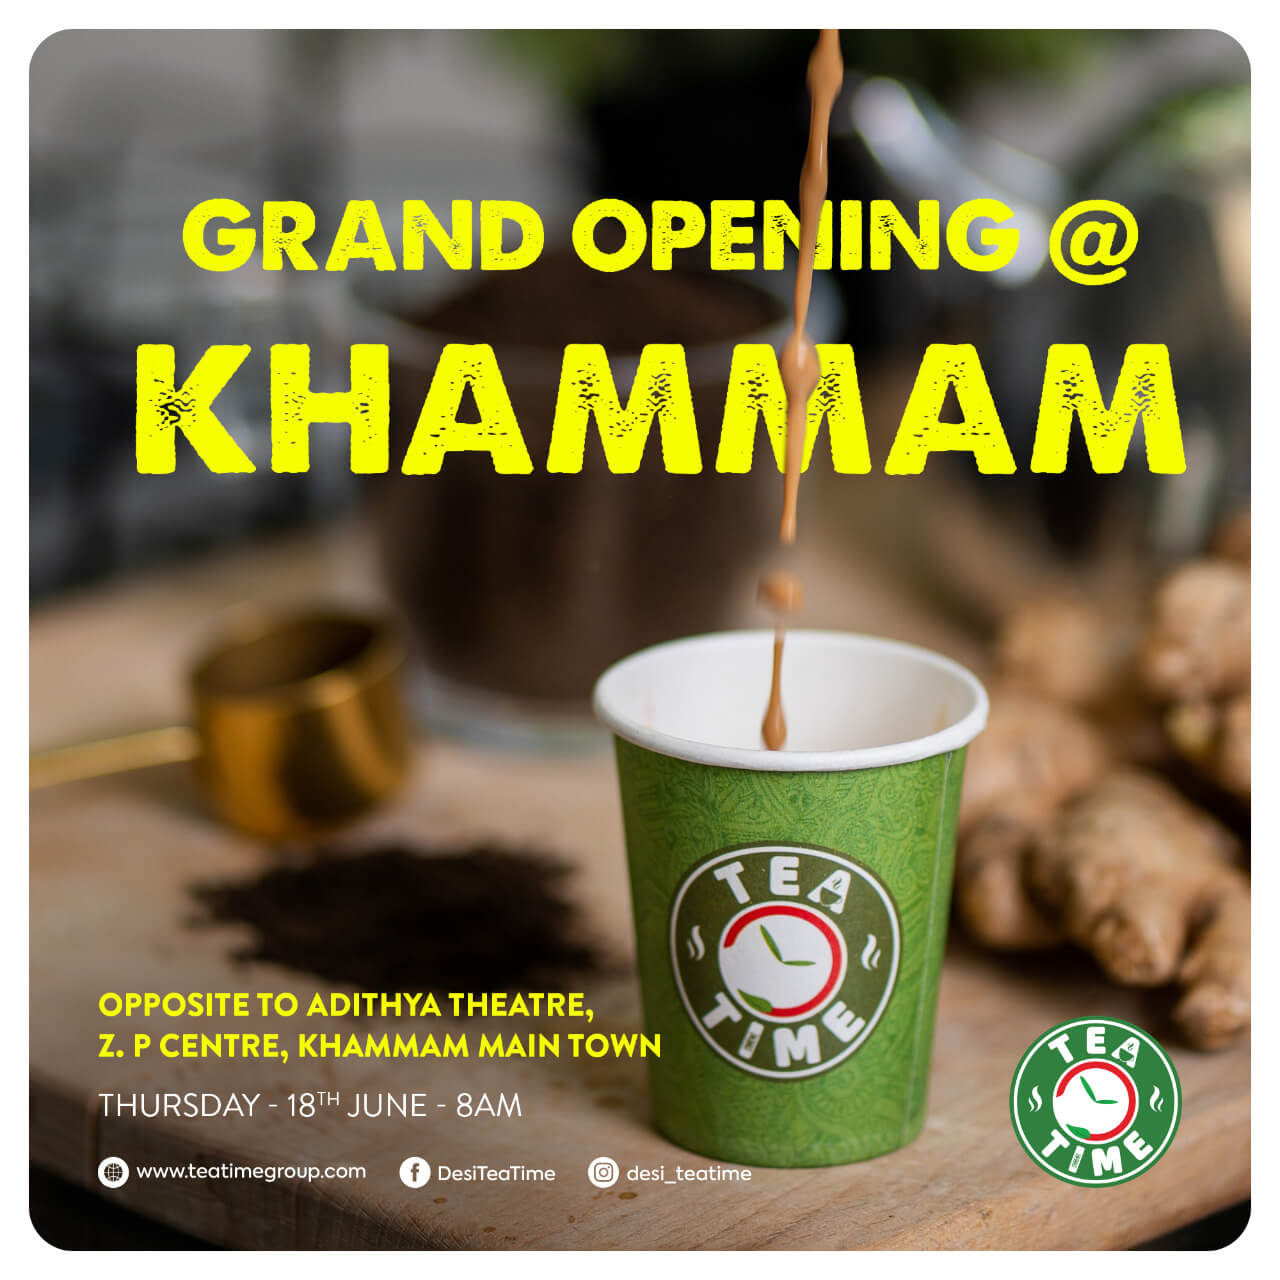 GRAND OPENING @
KHAMMAM
TEA
TIME
OPPOSITE TO ADITHYA THEATRE,
Z. P CENTRE, KHAMMAM MAIN TOWN
THURSDAY - 18TH JUNE - 8AM
www.teatimegroup.com DesiTeaTime desi_teatime
TEA
TIME